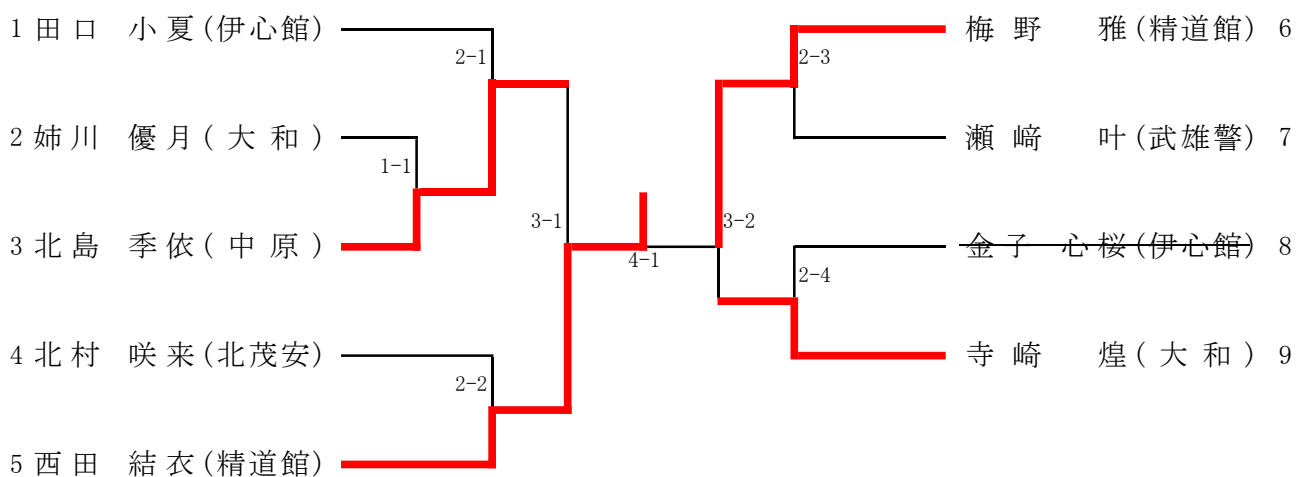 1 田口 小夏(伊心館)
2-1
2 姉川 優月(大和)
1-1
3 北島 季依(中原)
3-1
4 北村 咲来(北茂安)
2-2
5 西田 結衣(精道館)
4-1
梅野 雅(精道館) 6
2-3
瀬﨑 叶(武雄警) 7
3-2
金子 心桜(伊心館) 8
2-4
寺崎 煌(大和) 9